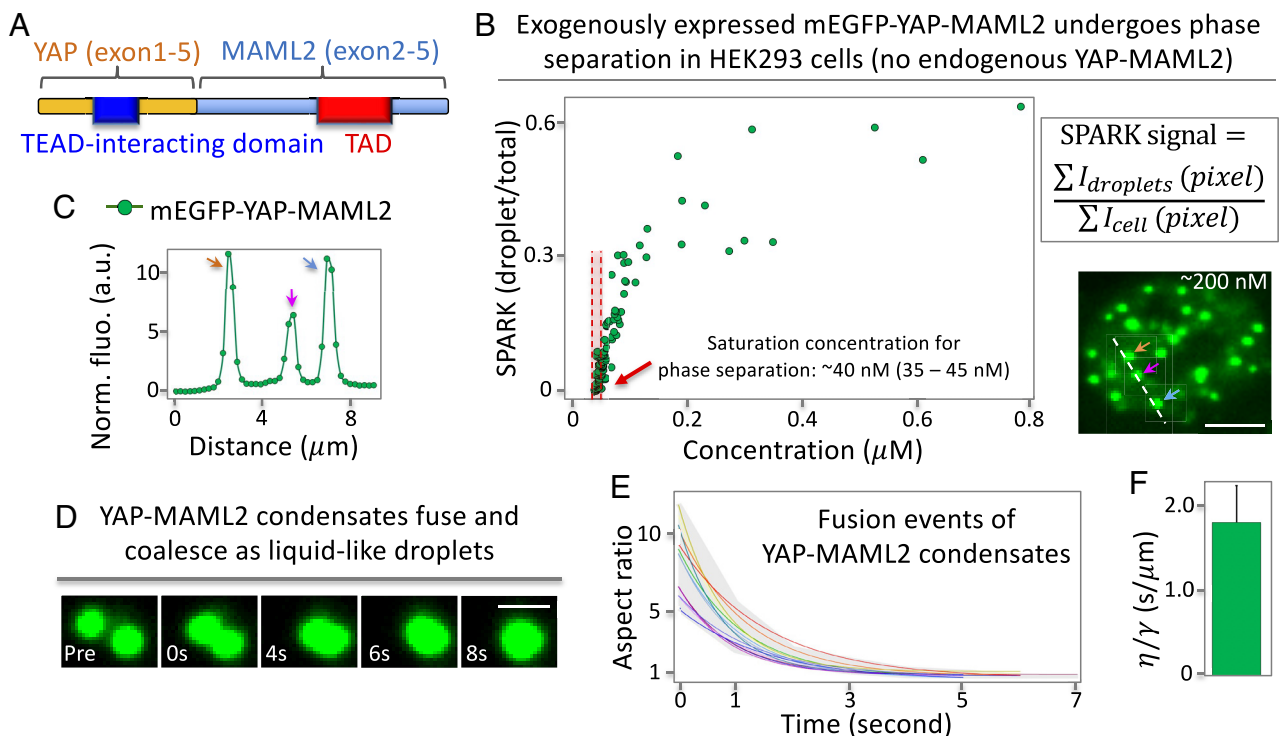 A
YAP (exon1-5) MAML2 (exon2-5)
TEAD-interacting domain TAD
B Exogenously expressed mEGFP-YAP-MAML2 undergoes phase
separation in HEK293 cells (no endogenous YAP-MAML2)
SPARK (droplet/total)
0.6
0.3
0
Saturation concentration for
phase separation: ~40 nM (35 – 45 nM)
0 0.2 0.4 0.6 0.8
Concentration (μM)
SPARK signal =
∑ I_droplets (pixel)
∑ I_cell (pixel)
~200 nM
C mEGFP-YAP-MAML2
Norm. fluo. (a.u.)
10
5
0
0 4 8
Distance (μm)
D YAP-MAML2 condensates fuse and
coalesce as liquid-like droplets
Pre 0s 4s 6s 8s
E
Fusion events of
YAP-MAML2 condensates
Aspect ratio
10
5
1
0 1 3 5 7
Time (second)
F
η/γ (s/μm)
2.0
1.0
0